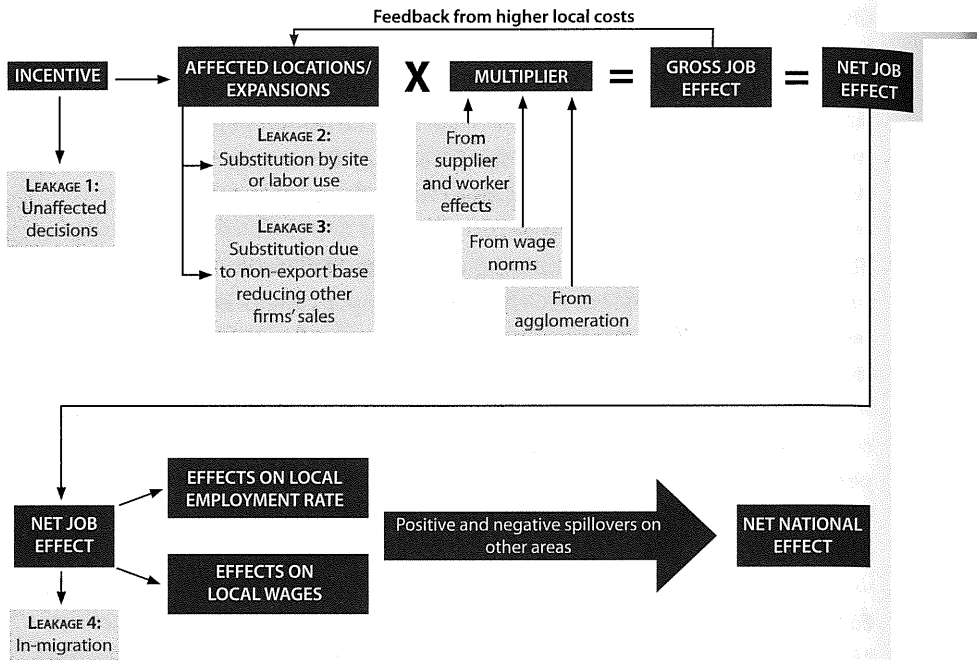 Feedback from higher local costs
INCENTIVE
AFFECTED LOCATIONS/
EXPANSIONS
X
MULTIPLIER
=
GROSS JOB
EFFECT
=
NET JOB
EFFECT
LEAKAGE 1:
Unaffected
decisions
LEAKAGE 2:
Substitution by site
or labor use
LEAKAGE 3:
Substitution due
to non-export base
reducing other
firms' sales
From
supplier
and worker
effects
From wage
norms
From
agglomeration
NET JOB
EFFECT
EFFECTS ON LOCAL
EMPLOYMENT RATE
EFFECTS ON
LOCAL WAGES
LEAKAGE 4:
In-migration
Positive and negative spillovers on
other areas
NET NATIONAL
EFFECT